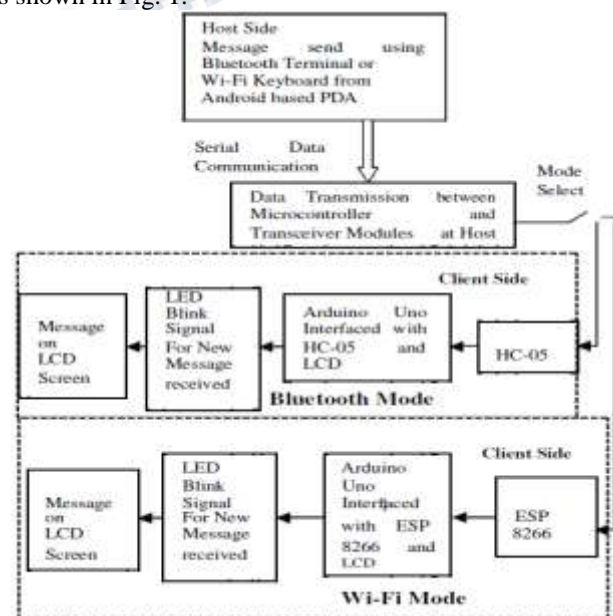 s shown in Fig. 1.
Host Side
Message send using
Bluetooth Terminal or
Wi-Fi Keyboard from
Android based PDA
Serial Data
Communication
Mode
Select
Data Transmission between
Microcontroller and
Transceiver Modules at Host
Client Side
Message
on
LCD
Screen
LED
Blink
Signal
For New
Message
received
Arduino Uno
Interfaced with
HC-05 and
LCD
HC-05
Bluetooth Mode
Client Side
Message
on
LCD
Screen
LED
Blink
Signal
For New
Message
received
Arduino
Uno
Interfaced
with ESP
8266 and
LCD
ESP
8266
Wi-Fi Mode